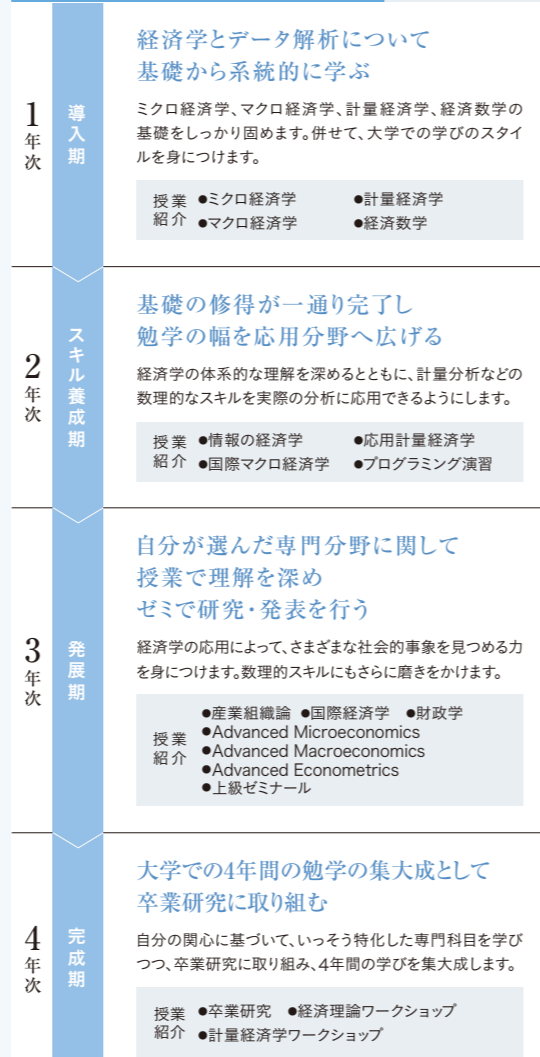 1年次
導入期
経済学とデータ解析について
基礎から系統的に学ぶ
ミクロ経済学、マクロ経済学、計量経済学、経済数学の
基礎をしっかり固めます。併せて、大学での学びのスタイ
ルを身につけます。
授業紹介
●ミクロ経済学 ●計量経済学
●マクロ経済学 ●経済数学
2年次
スキル養成期
基礎の修得が一通り完了し
勉学の幅を応用分野へ広げる
経済学の体系的な理解を深めるとともに、計量分析などの
数理的なスキルを実際の分析に応用できるようにします。
授業紹介
●情報の経済学 ●応用計量経済学
●国際マクロ経済学 ●プログラミング演習
3年次
発展期
自分が選んだ専門分野に関して
授業で理解を深め
ゼミで研究・発表を行う
経済学の応用によって、さまざまな社会的事象を見つめる力
を身につけます。数理的スキルにもさらに磨きをかけます。
授業紹介
●産業組織論 ●国際経済学 ●財政学
●Advanced Microeconomics
●Advanced Macroeconomics
●Advanced Econometrics
●上級ゼミナール
4年次
完成期
大学での4年間の勉学の集大成として
卒業研究に取り組む
自分の関心に基づいて、いっそう特化した専門科目を学び
つつ、卒業研究に取り組み、4年間の学びを集大成します。
授業紹介
●卒業研究 ●経済理論ワークショップ
●計量経済学ワークショップ